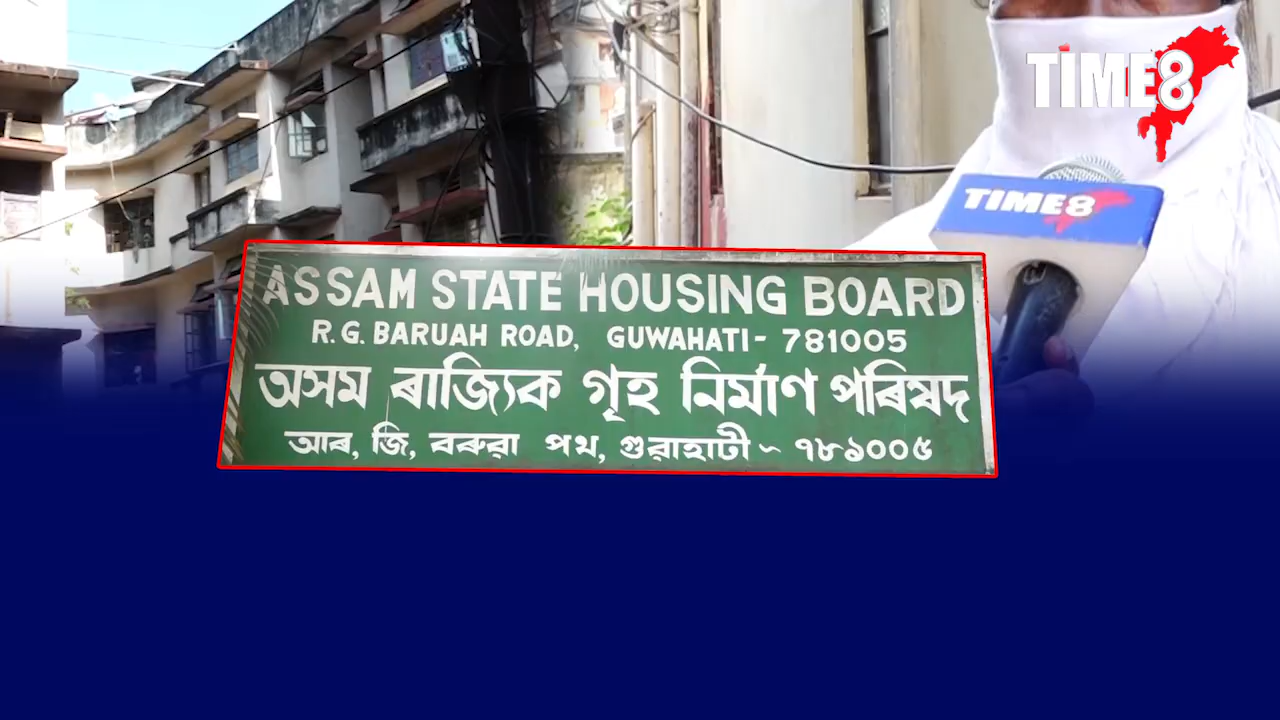 TIME8
TIME8
ASSAM STATE HOUSING BOARD
R. G. BARUAH ROAD, GUWAHATI - 781005
অসম ৰাজ্যিক গৃহ নিৰ্মাণ পৰিষদ
আৰ, জি, বৰুৱা পথ, গুৱাহাটী ~ ৭৮১০০৫